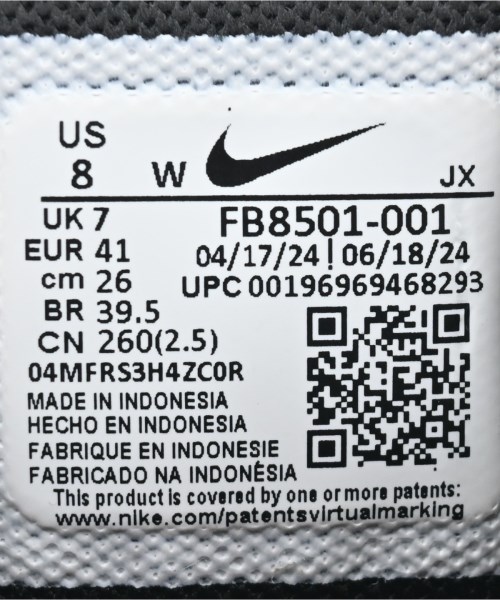 US
8 W JX
UK 7 FB8501-001
EUR 41 04/17/24 | 06/18/24
cm 26 UPC 00196969468293
BR 39.5
CN 260(2.5)
04MFRS3H4ZC0R
MADE IN INDONESIA
HECHO EN INDONESIA
FABRIQUE EN INDONESIE
FABRICADO NA INDONÉSIA
This product is covered by one or more patents:
www.nike.com/patentsvirtualmarking